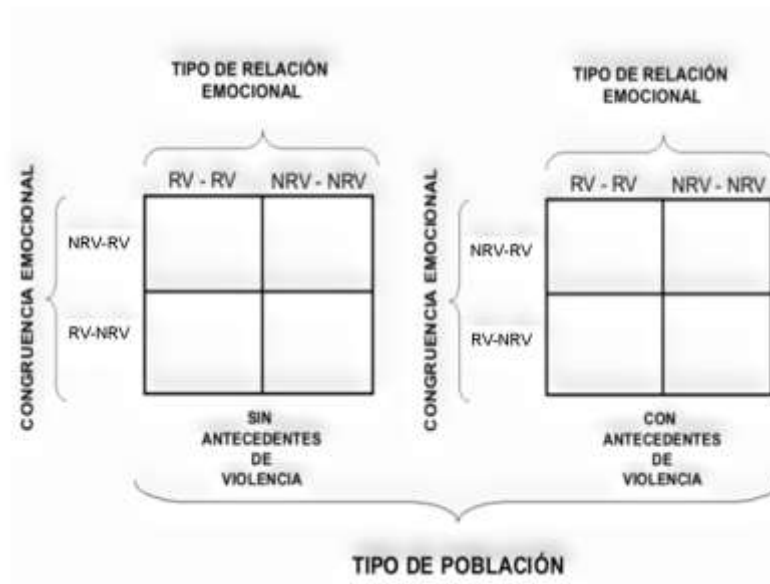 TIPO DE RELACIÓN
EMOCIONAL
RV - RV
NRV - NRV
CONGRUENCIA EMOCIONAL
NRV-RV
RV-NRV
SIN
ANTECEDENTES
DE
VIOLENCIA
TIPO DE RELACIÓN
EMOCIONAL
RV - RV
NRV - NRV
CONGRUENCIA EMOCIONAL
NRV-RV
RV-NRV
CON
ANTECEDENTES
DE
VIOLENCIA
TIPO DE POBLACIÓN